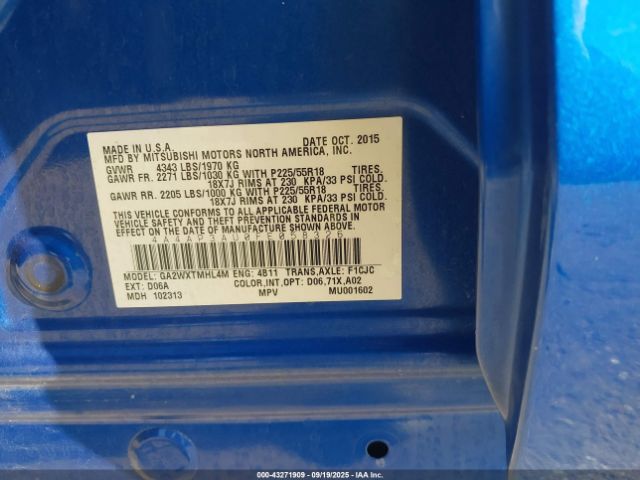 MADE IN U.S.A. DATE OCT. 2015
MFD BY MITSUBISHI MOTORS NORTH AMERICA, INC.
GVWR 4343 LBS/1970 KG
GAWR FR. 2271 LBS/1030 KG WITH P225/55R18 TIRES,
18X7J RIMS AT 230 KPA/33 PSI COLD.
GAWR RR. 2205 LBS/1000 KG WITH P225/55R18 TIRES,
18X7J RIMS AT 230 KPA/33 PSI COLD.
THIS VEHICLE CONFORMS TO ALL APPLICABLE FEDERAL MOTOR
VEHICLE SAFETY AND THEFT PREVENTION STANDARDS IN
EFFECT ON THE DATE OF MANUFACTURE SHOWN ABOVE.
MODEL: GA2WXTMHL4M ENG: 4B11 TRANS,AXLE: F1CJC
EXT: D06A COLOR,INT,OPT: D06,71X,A02
MDH 102313 MPV MU001602
#00-43271909 - 09/19/2025 - IAA